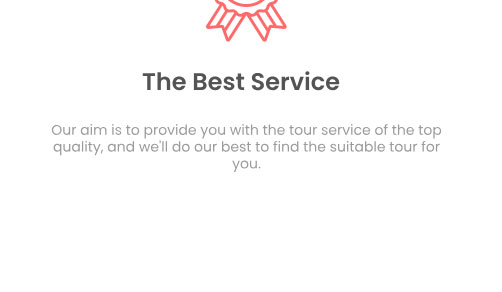 The Best Service
Our aim is to provide you with the tour service of the top
quality, and we'll do our best to find the suitable tour for
you.